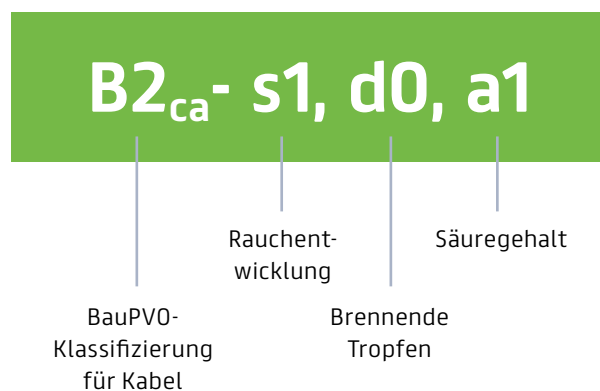 B2ca- s1, d0, a1
Rauchent-
wicklung
Säuregehalt
BauPVO-
Klassifizierung
für Kabel
Brennende
Tropfen